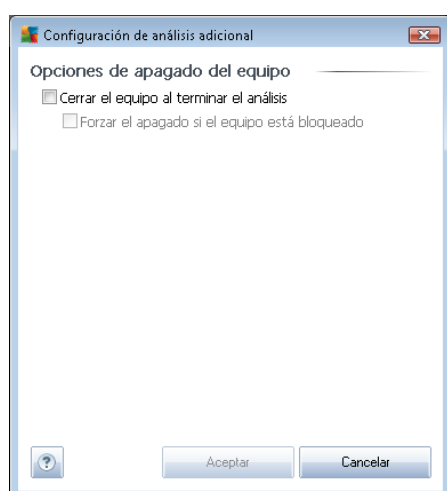 Configuración de análisis adicional
Opciones de apagado del equipo
Cerrar el equipo al terminar el análisis
Forzar el apagado si el equipo está bloqueado
?
Aceptar
Cancelar